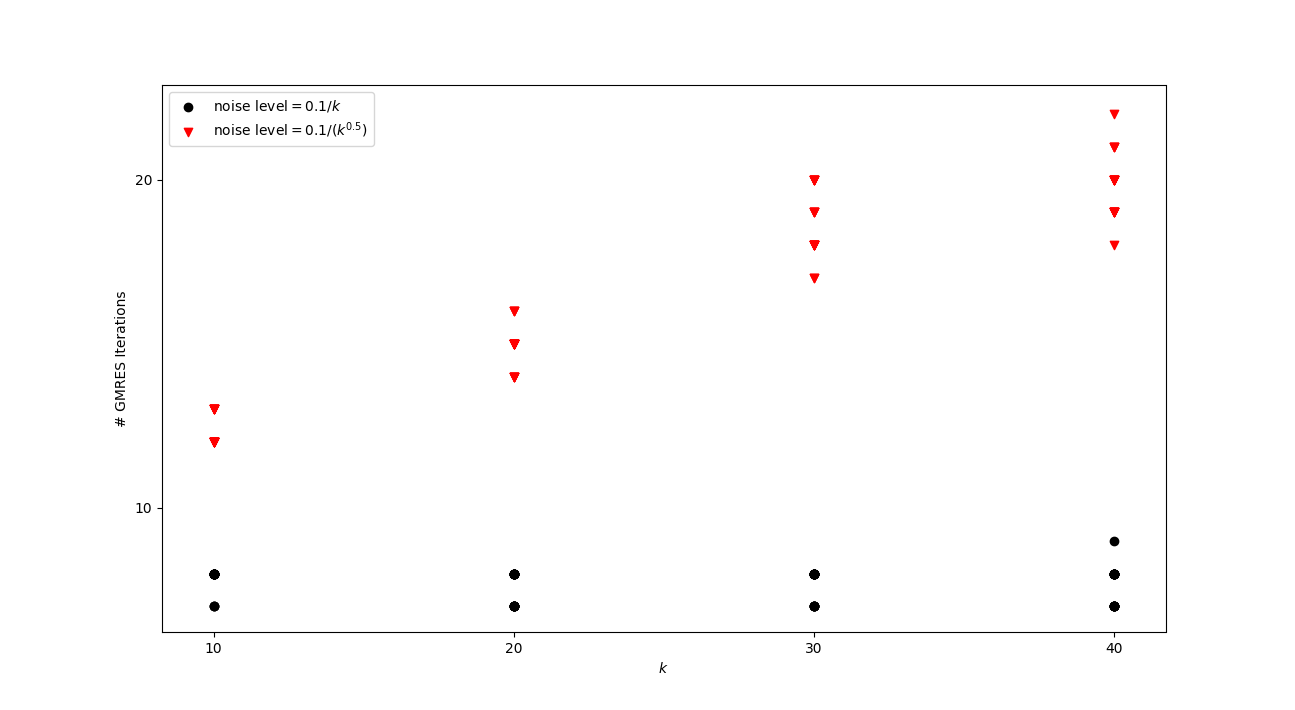 noise level = 0.1/k
noise level = 0.1/(k^0.5)
20
10
# GMRES Iterations
10 20 30 40
k